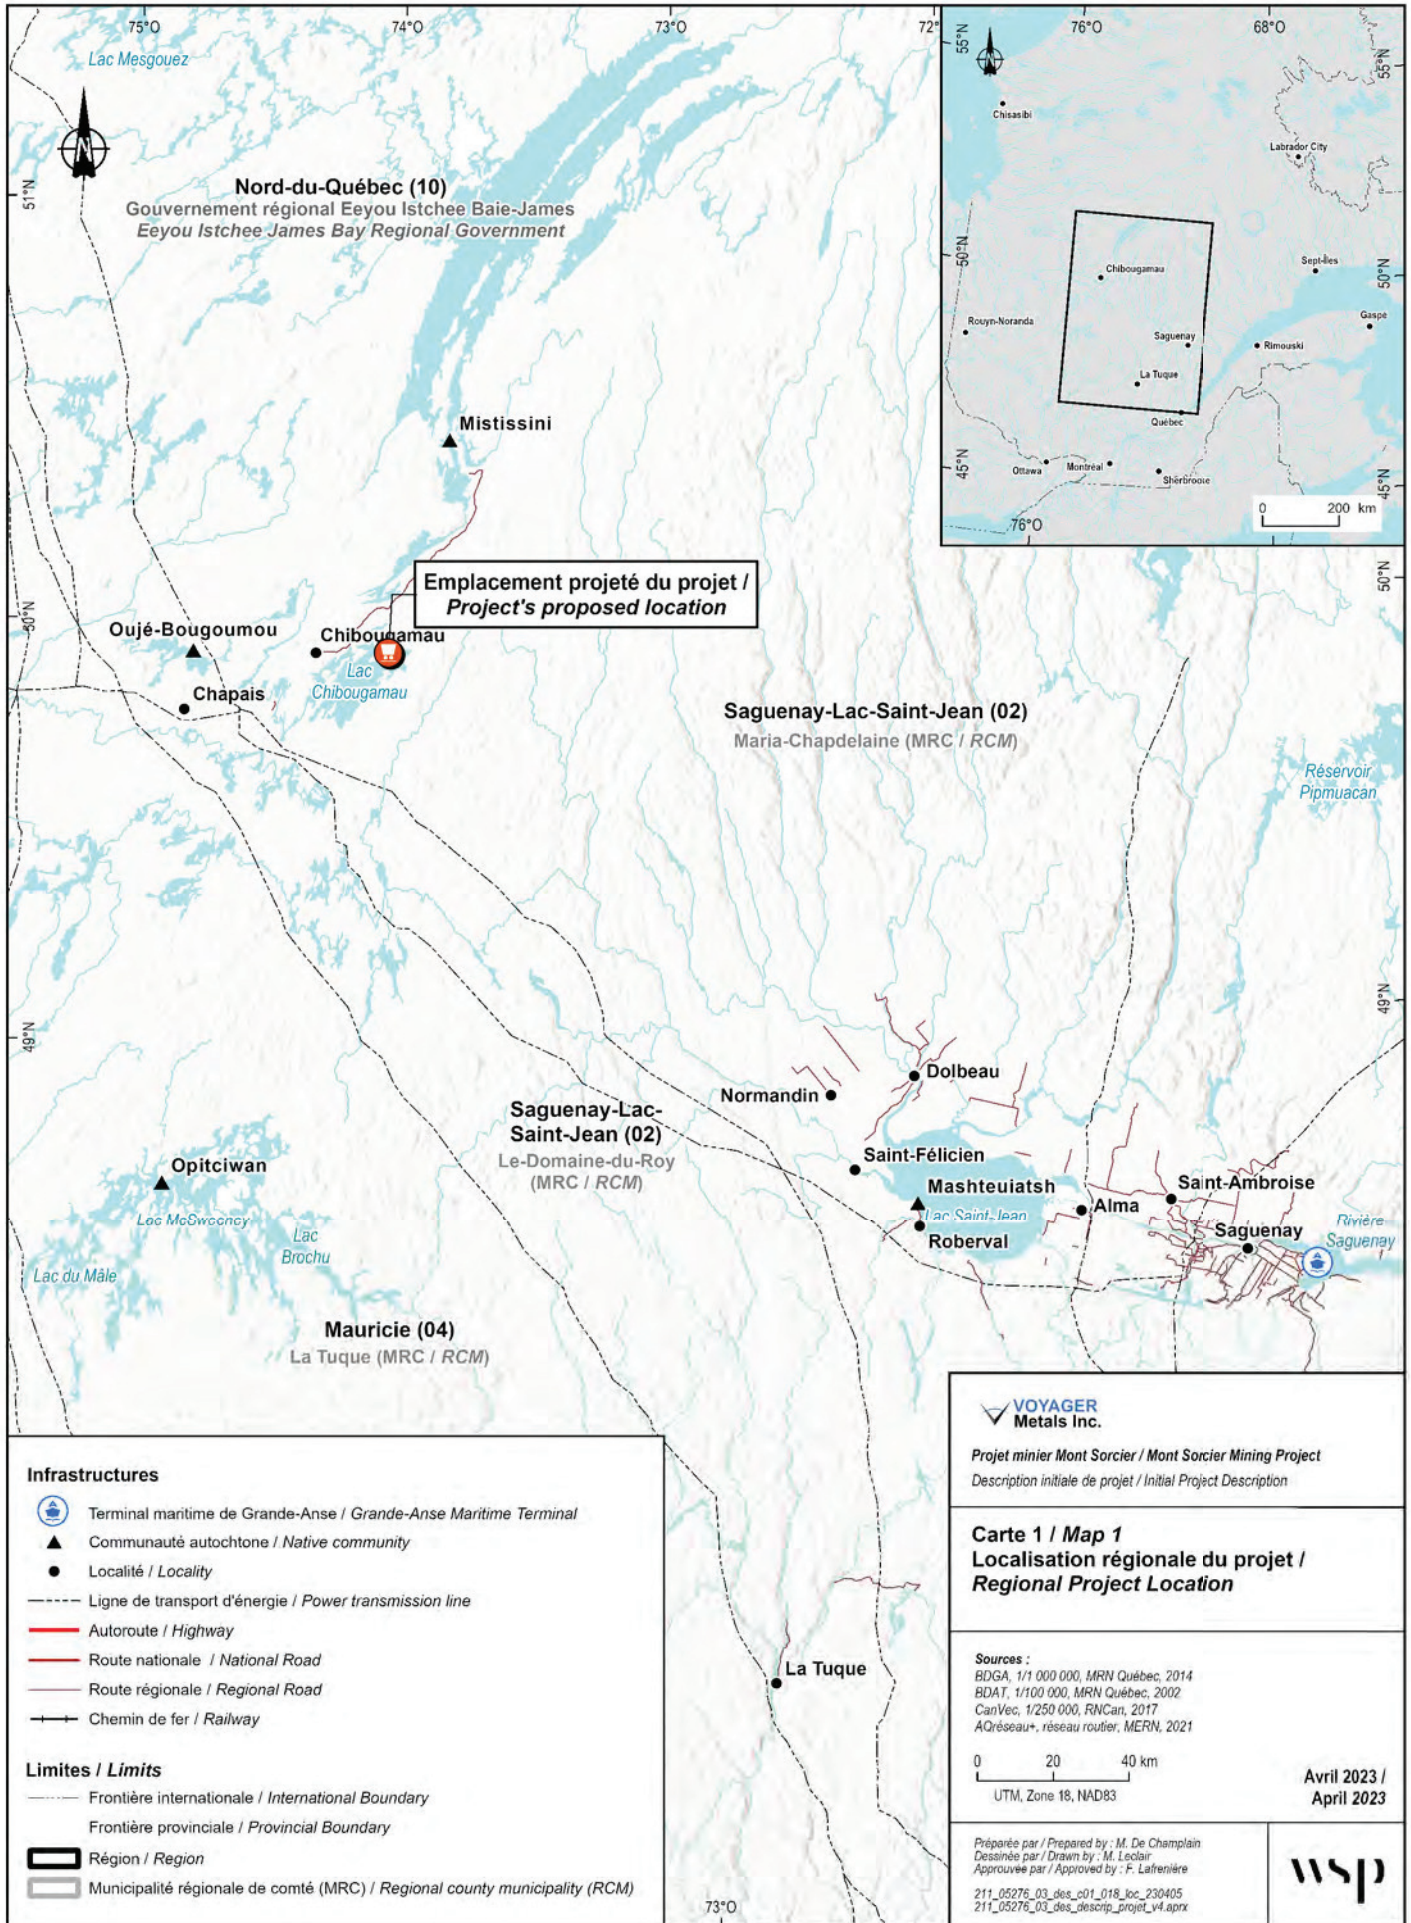 75°O
74°O
73°O
72°O
Lac Mesgouez
N
51°N
Nord-du-Québec (10)
Gouvernement régional Eeyou Istchee Baie-James
Eeyou Istchee James Bay Regional Government
Mistissini
Emplacement projeté du projet /
Project's proposed location
50°N
Oujé-Bougoumou
Chibougamau
Lac
Chibougamau
Chapais
Saguenay-Lac-Saint-Jean (02)
Maria-Chapdelaine (MRC / RCM)
Réservoir
Pipmuacan
50°N
49°N
49°N
Dolbeau
Normandin
Saguenay-Lac-
Saint-Jean (02)
Le-Domaine-du-Roy
(MRC / RCM)
Saint-Félicien
Mashteuiatsh
Lac Saint-Jean
Roberval
Alma
Saint-Ambroise
Saguenay
Rivière
Saguenay
Opitciwan
Lac McSweeney
Lac
Brochu
Lac du Mâle
Mauricie (04)
La Tuque (MRC / RCM)
La Tuque
73°O
76°O
68°O
55°N
55°N
Chisasibi
Labrador City
50°N
50°N
Chibougamau
Sept-Îles
Rouyn-Noranda
Saguenay
Rimouski
Gaspé
La Tuque
Québec
45°N
45°N
Ottawa
Montréal
Sherbrooke
76°O
0 200 km
Infrastructures
Terminal maritime de Grande-Anse / Grande-Anse Maritime Terminal
Communauté autochtone / Native community
Localité / Locality
Ligne de transport d'énergie / Power transmission line
Autoroute / Highway
Route nationale / National Road
Route régionale / Regional Road
Chemin de fer / Railway
Limites / Limits
Frontière internationale / International Boundary
Frontière provinciale / Provincial Boundary
Région / Region
Municipalité régionale de comté (MRC) / Regional county municipality (RCM)
VOYAGER
Metals Inc.
Projet minier Mont Sorcier / Mont Sorcier Mining Project
Description initiale de projet / Initial Project Description
Carte 1 / Map 1
Localisation régionale du projet /
Regional Project Location
Sources :
BDGA, 1/1 000 000, MRN Québec, 2014
BDAT, 1/100 000, MRN Québec, 2002
CanVec, 1/250 000, RNCan, 2017
AQréseau+, réseau routier, MERN, 2021
0 20 40 km
UTM, Zone 18, NAD83
Avril 2023 /
April 2023
Préparée par / Prepared by : M. De Champlain
Dessinée par / Drawn by : M. Leclair
Approuvée par / Approved by : F. Lafrenière
211_05276_03_des_c01_018_loc_230405
211_05276_03_des_descrip_projet_v4.aprx
wsp